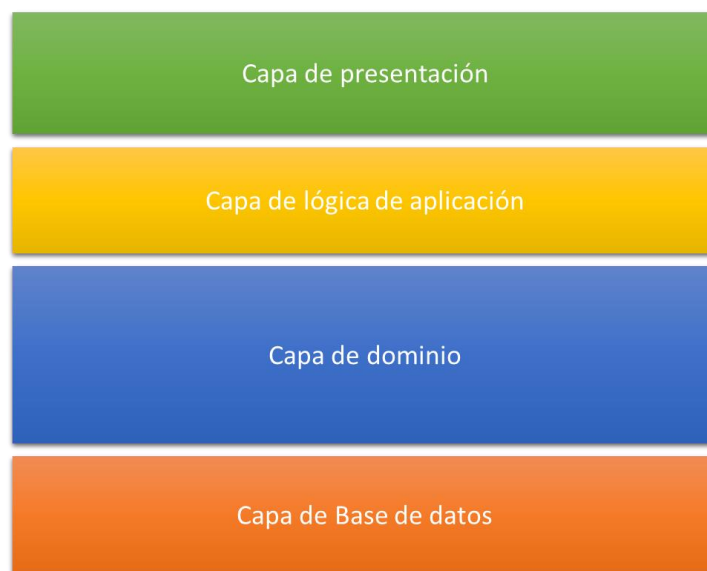 Capa de presentación
Capa de lógica de aplicación
Capa de dominio
Capa de Base de datos